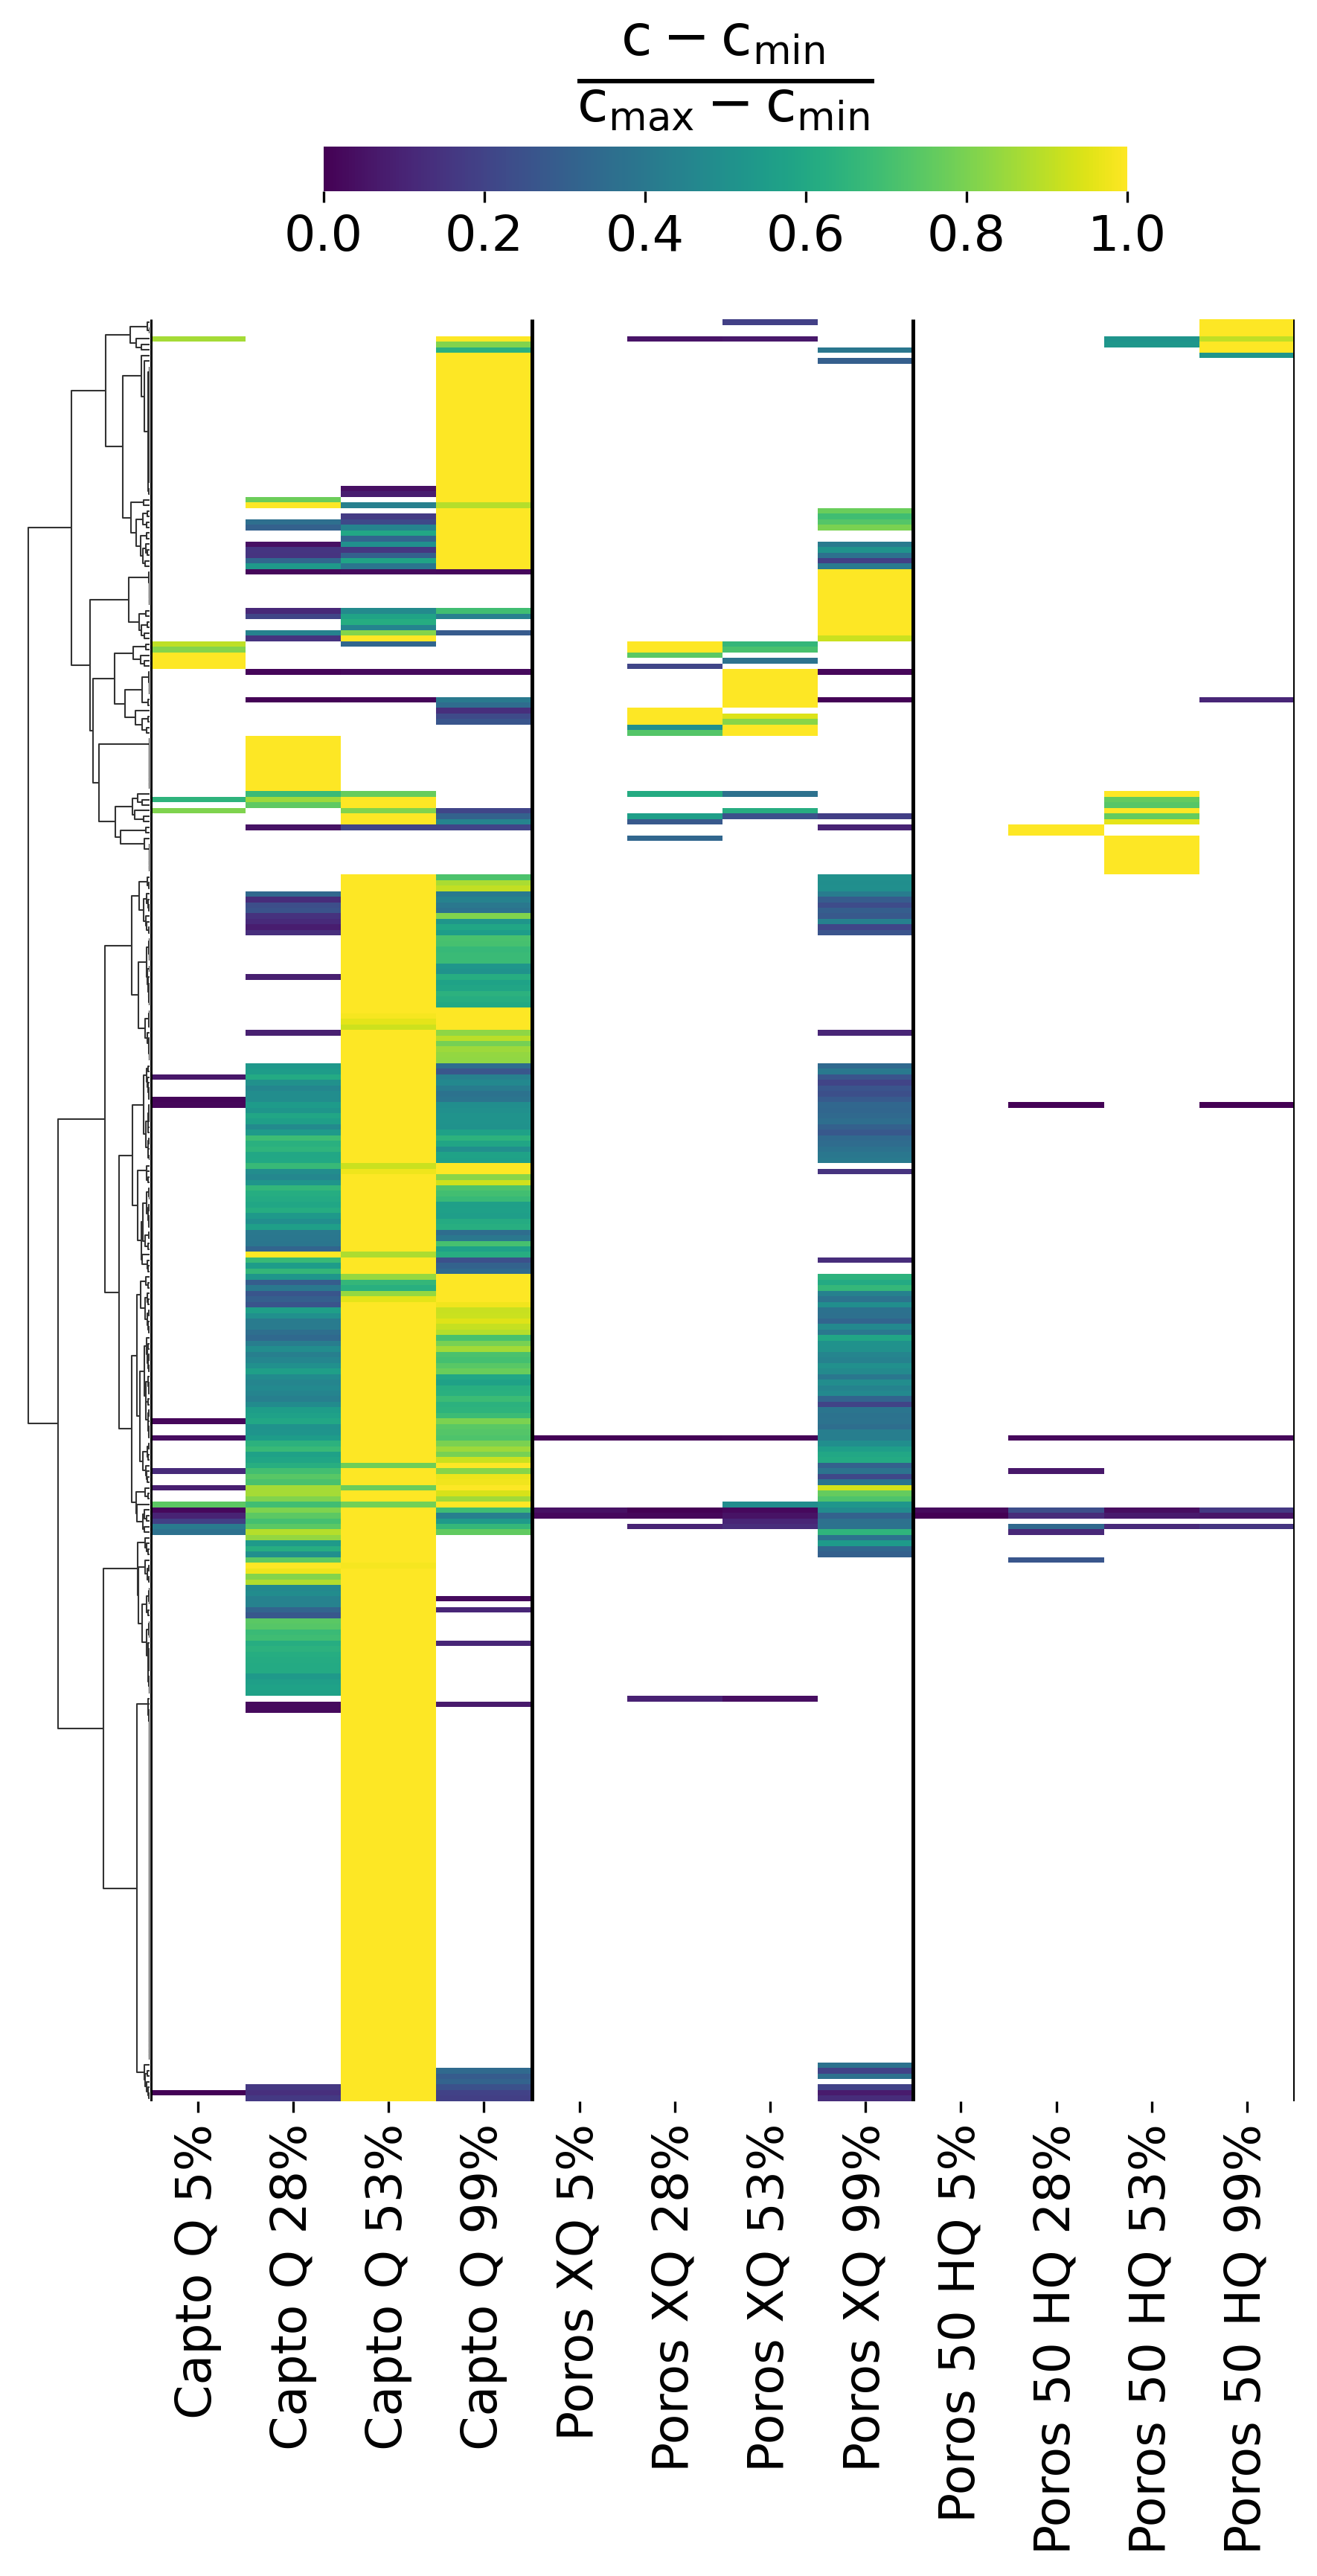 c − cmin
cmax − cmin
0.0 0.2 0.4 0.6 0.8 1.0
Capto Q 5%
Capto Q 28%
Capto Q 53%
Capto Q 99%
Poros XQ 5%
Poros XQ 28%
Poros XQ 53%
Poros XQ 99%
Poros 50 HQ 5%
Poros 50 HQ 28%
Poros 50 HQ 53%
Poros 50 HQ 99%